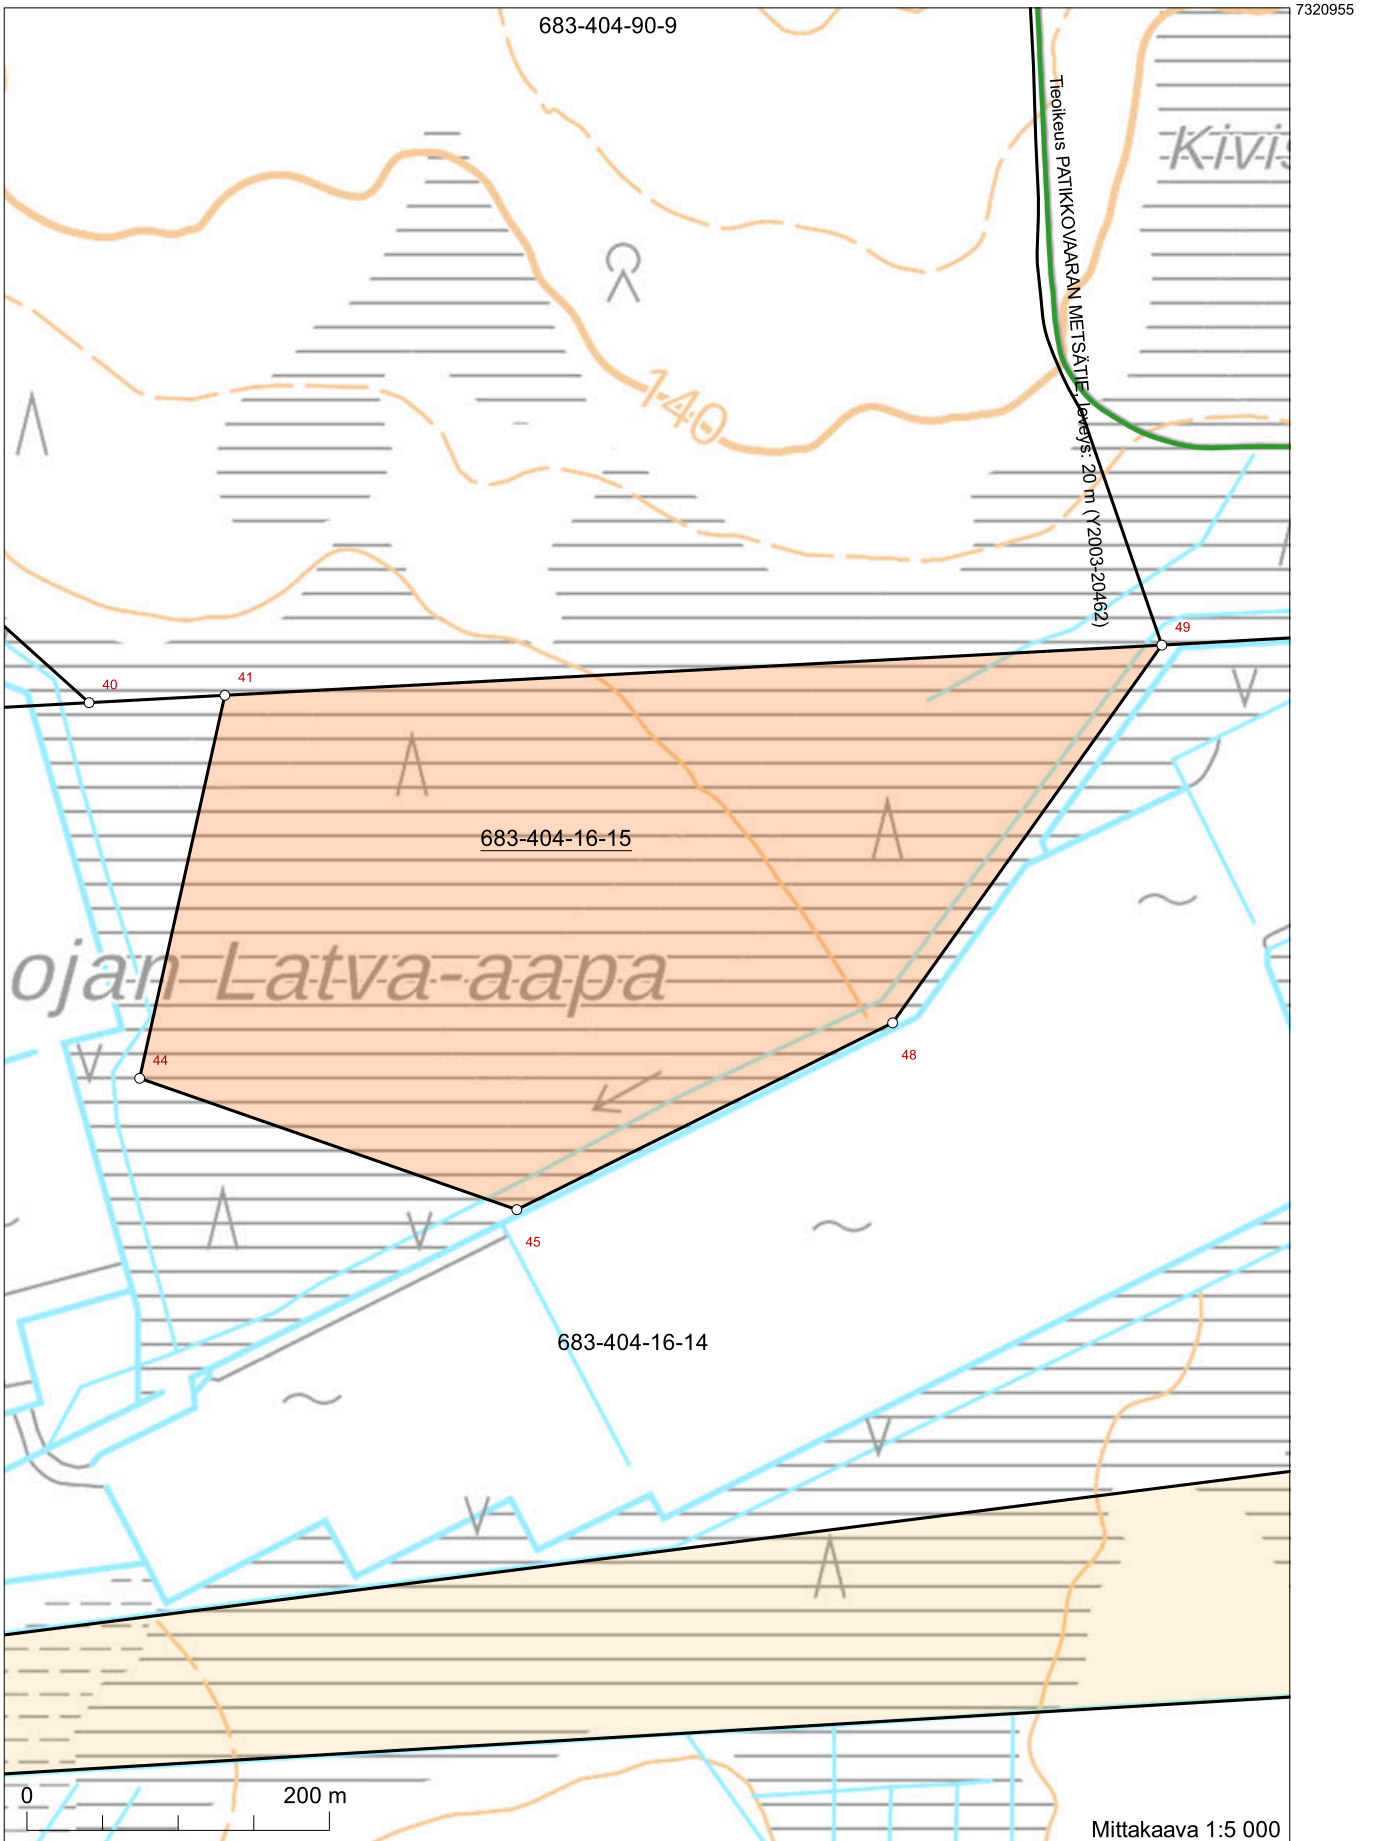 683-404-90-9
7320955
Tieoikeus PATIKKOVAARAN METSÄTIE, leveys: 20 m (Y2003-20462)
Kivis
140
49
40
41
683-404-16-15
ojan Latva-aapa
44
48
45
683-404-16-14
0 200 m
Mittakaava 1:5 000